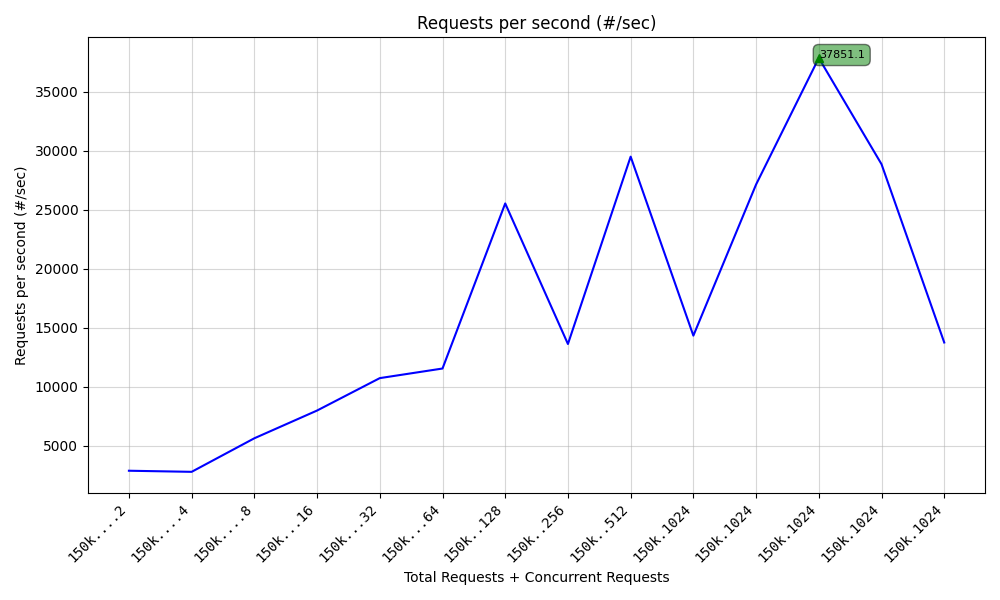 Requests per second (#/sec)
37851.1
35000
30000
25000
20000
15000
10000
5000
Requests per second (#/sec)
150k....2
150k....4
150k....8
150k...16
150k...32
150k...64
150k..128
150k..256
150k..512
150k.1024
150k.1024
150k.1024
150k.1024
150k.1024
Total Requests + Concurrent Requests